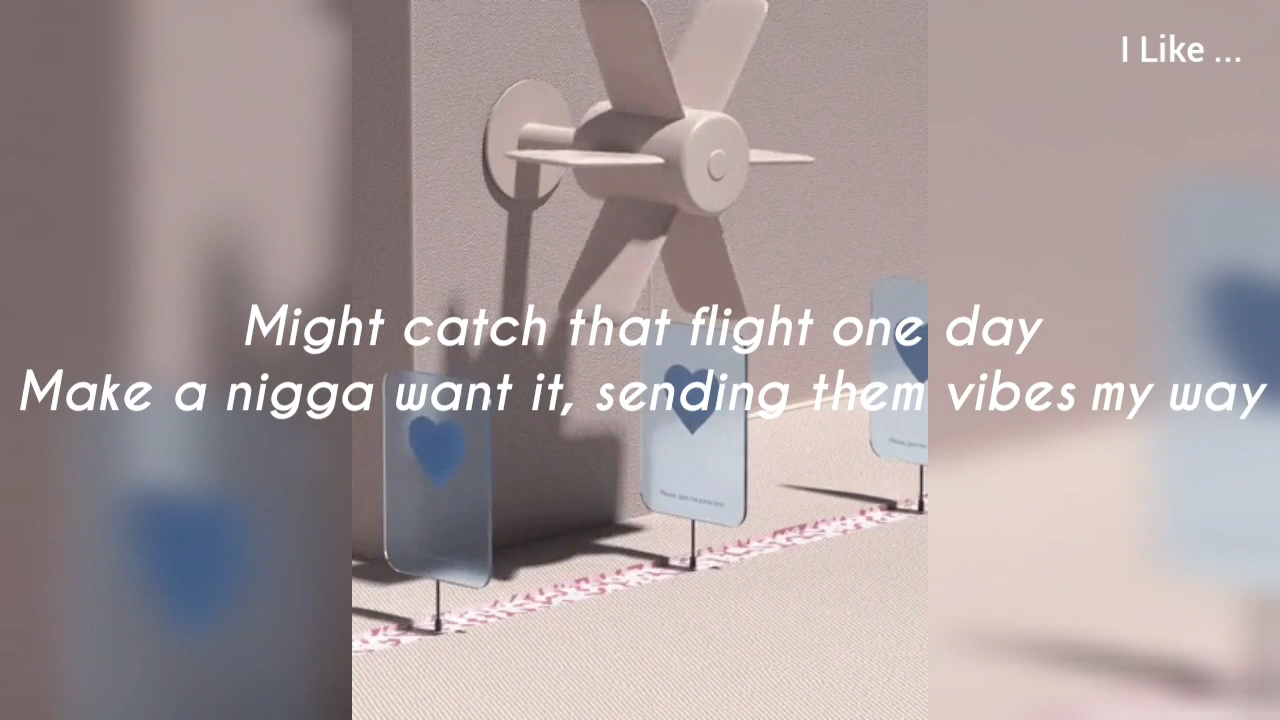 I Like ...
Might catch that flight one day
Make a nigga want it, sending them vibes my way